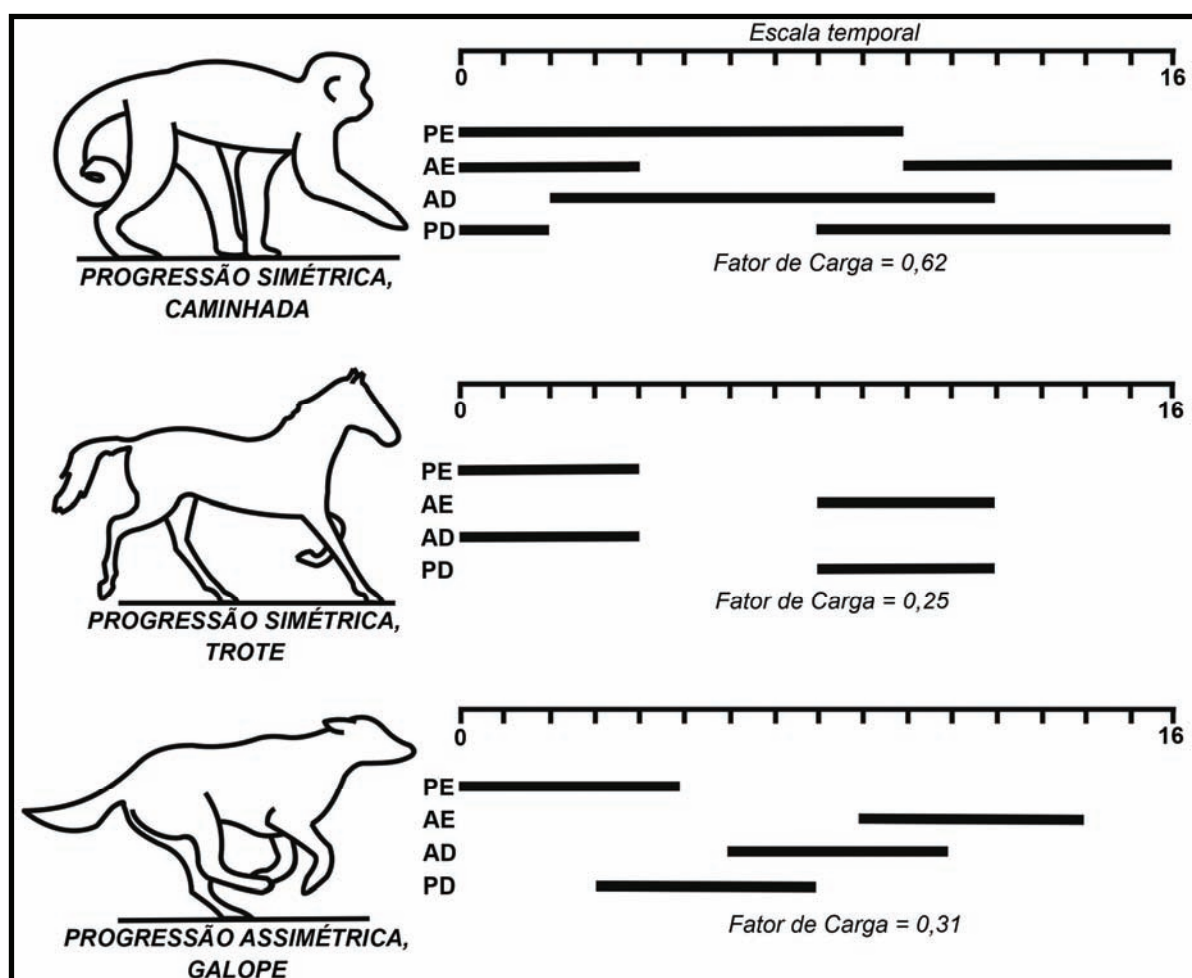 Escala temporal
0
16
PE
AE
AD
PD
Fator de Carga = 0,62
PROGRESSÃO SIMÉTRICA,
CAMINHADA
0
16
PE
AE
AD
PD
Fator de Carga = 0,25
PROGRESSÃO SIMÉTRICA,
TROTE
0
16
PE
AE
AD
PD
Fator de Carga = 0,31
PROGRESSÃO ASSIMÉTRICA,
GALOPE